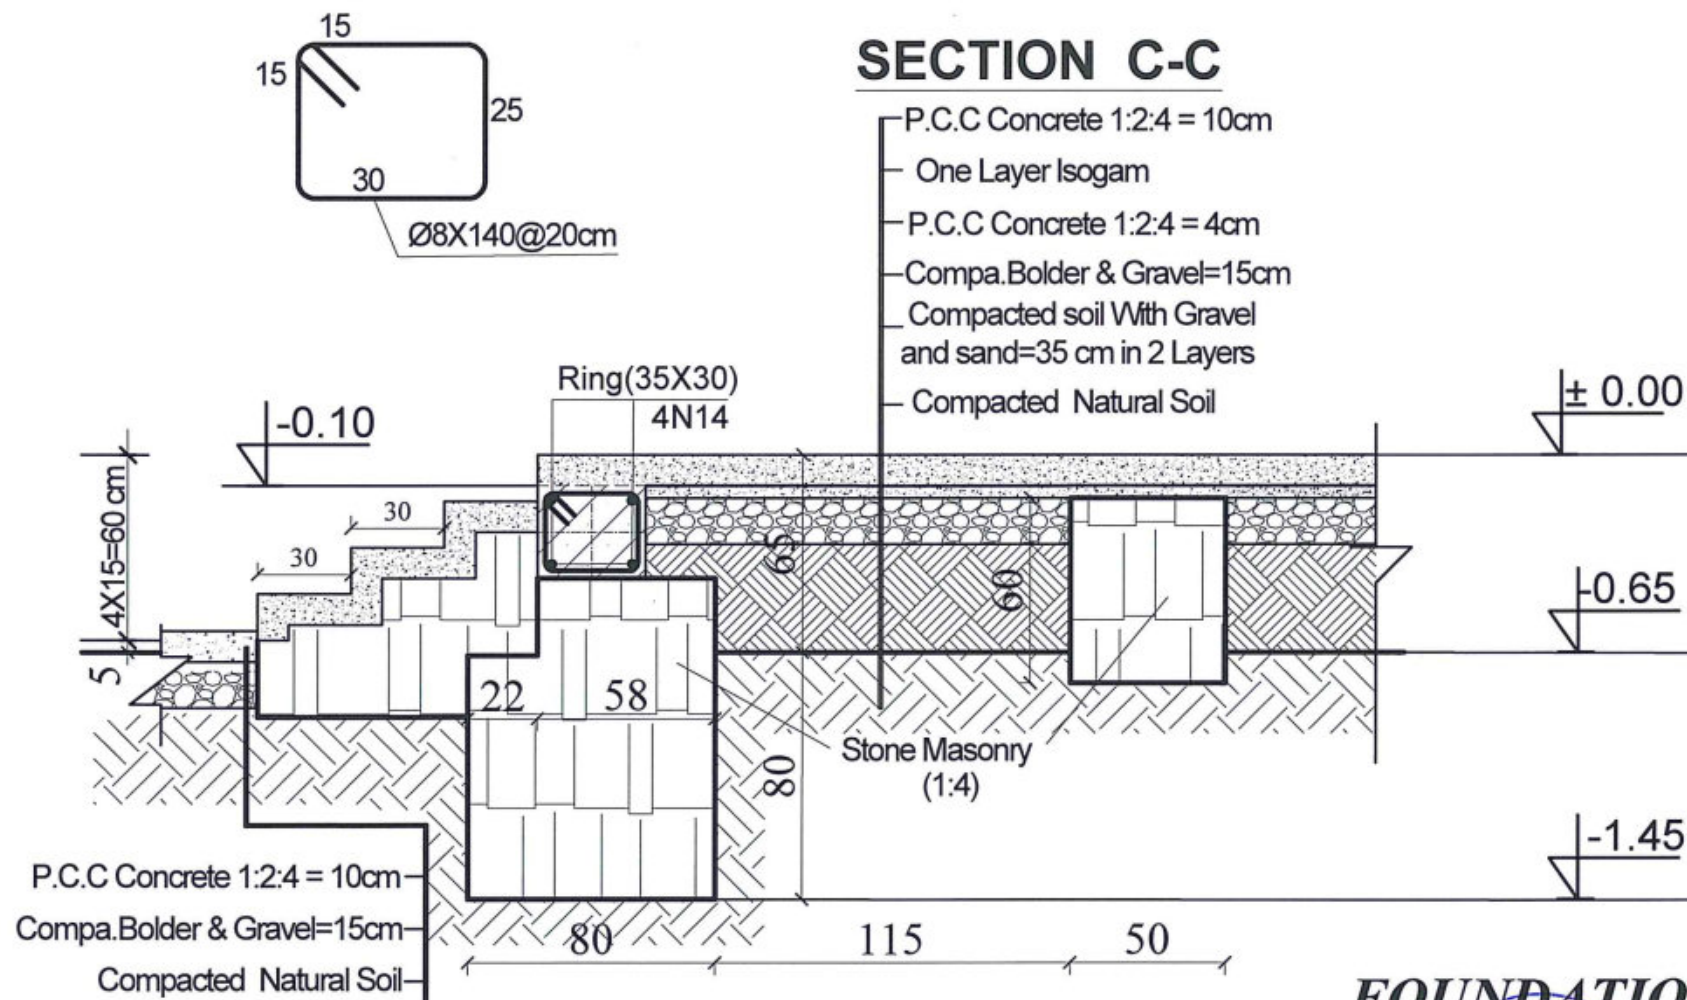 15
15
25
30
Ø8X140@20cm
SECTION C-C
P.C.C Concrete 1:2:4 = 10cm
One Layer Isogam
P.C.C Concrete 1:2:4 = 4cm
Compa.Bolder & Gravel=15cm
Compacted soil With Gravel
and sand=35 cm in 2 Layers
Compacted Natural Soil
Ring(35X30)
4N14
-0.10
± 0.00
4X15=60 cm
30
30
65
60
-0.65
5
22
58
Stone Masonry
(1:4)
80
-1.45
P.C.C Concrete 1:2:4 = 10cm
Compa.Bolder & Gravel=15cm
Compacted Natural Soil
80
115
50
FOUNDATIO